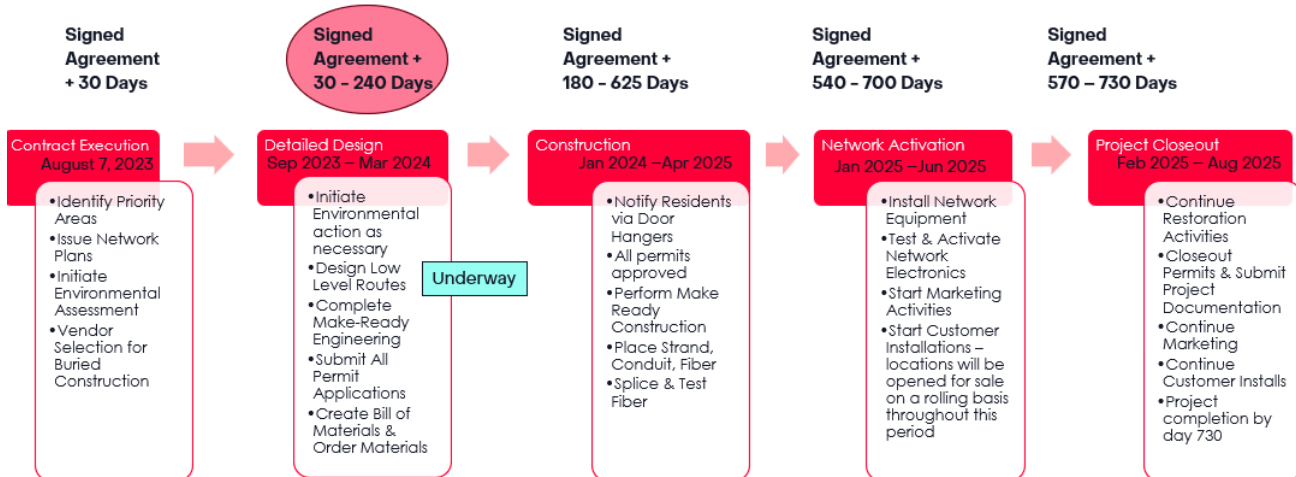 Signed
Agreement
+ 30 Days
Signed
Agreement +
30 - 240 Days
Signed
Agreement +
180 - 625 Days
Signed
Agreement +
540 - 700 Days
Signed
Agreement +
570 – 730 Days
Contract Execution
August 7, 2023
•Identify Priority
Areas
•Issue Network
Plans
•Initiate
Environmental
Assessment
•Vendor
Selection for
Buried
Construction
Detailed Design
Sep 2023 – Mar 2024
•Initiate
Environmental
action as
necessary
•Design Low
Level Routes
•Complete
Make-Ready
Engineering
•Submit All
Permit
Applications
•Create Bill of
Materials &
Order Materials
Underway
Construction
Jan 2024 –Apr 2025
•Notify Residents
via Door
Hangers
•All permits
approved
•Perform Make
Ready
Construction
•Place Strand,
Conduit, Fiber
•Splice & Test
Fiber
Network Activation
Jan 2025 –Jun 2025
•Install Network
Equipment
•Test & Activate
Network
Electronics
•Start Marketing
Activities
•Start Customer
Installations –
locations will be
opened for sale
on a rolling basis
throughout this
period
Project Closeout
Feb 2025 – Aug 2025
•Continue
Restoration
Activities
•Closeout
Permits & Submit
Project
Documentation
•Continue
Marketing
•Continue
Customer Installs
•Project
completion by
day 730